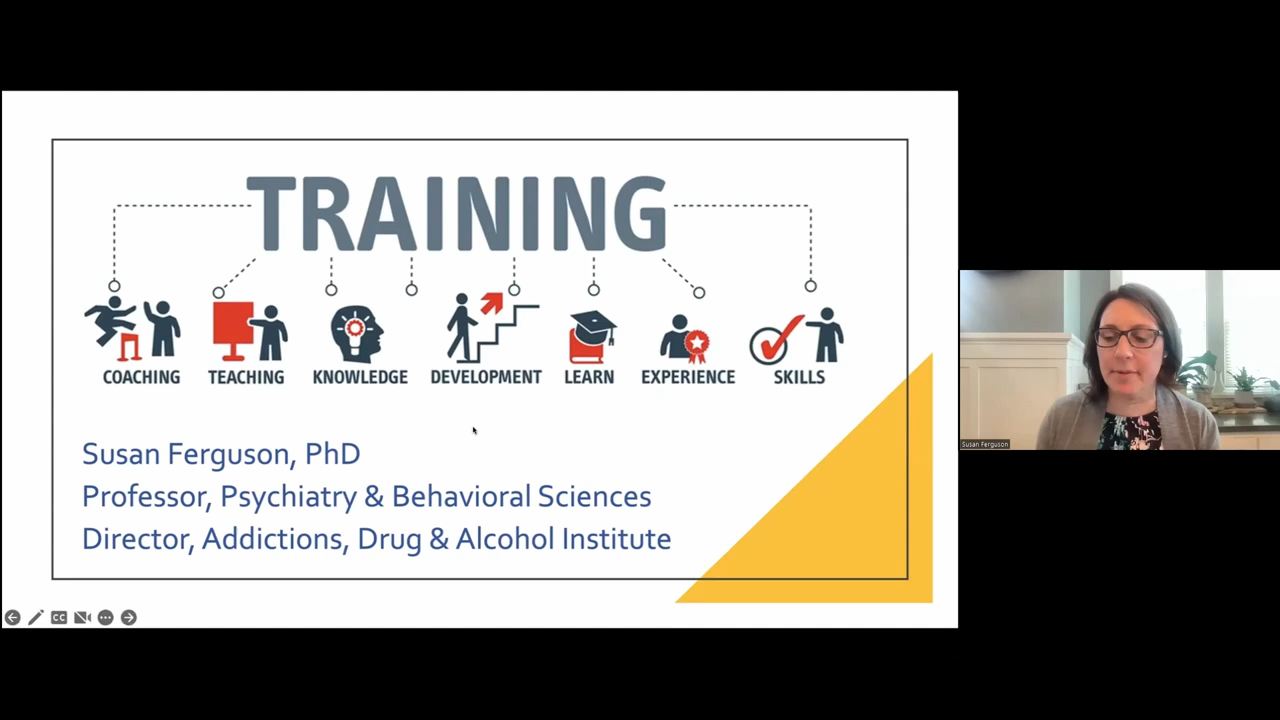 TRAINING
COACHING
TEACHING
KNOWLEDGE
DEVELOPMENT
LEARN
EXPERIENCE
SKILLS
Susan Ferguson, PhD
Professor, Psychiatry & Behavioral Sciences
Director, Addictions, Drug & Alcohol Institute
CC
Susan Ferguson